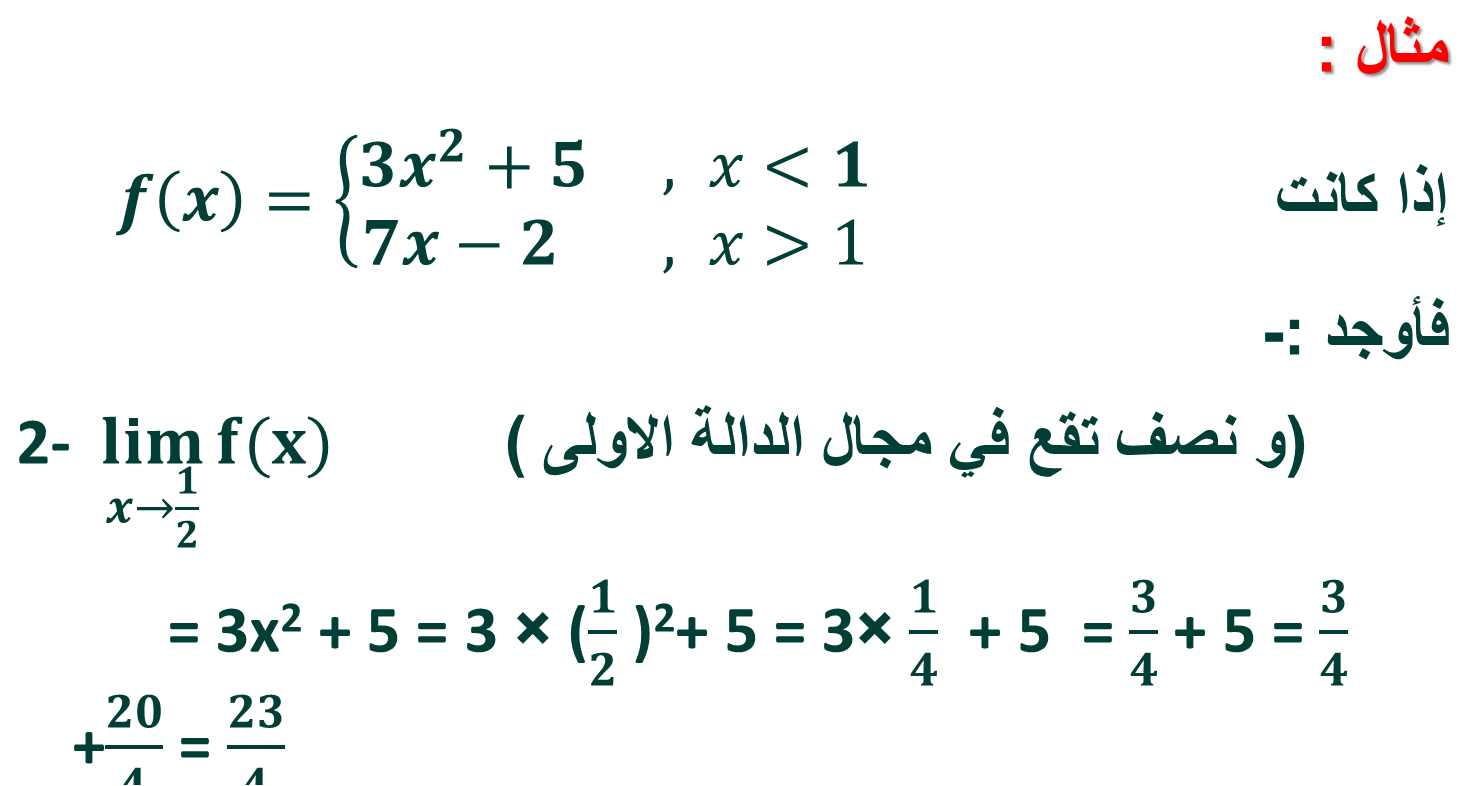 مثال :
إذا كانت f(x) = { 3x² + 5 , x < 1
7x − 2 , x > 1
فأوجد :-
2- lim x→1/2 f(x) (و نصف تقع في مجال الدالة الاولى )
= 3x² + 5 = 3 × (1/2 )²+ 5 = 3× 1/4 + 5 = 3/4 + 5 = 3/4
+20/4 = 23/4